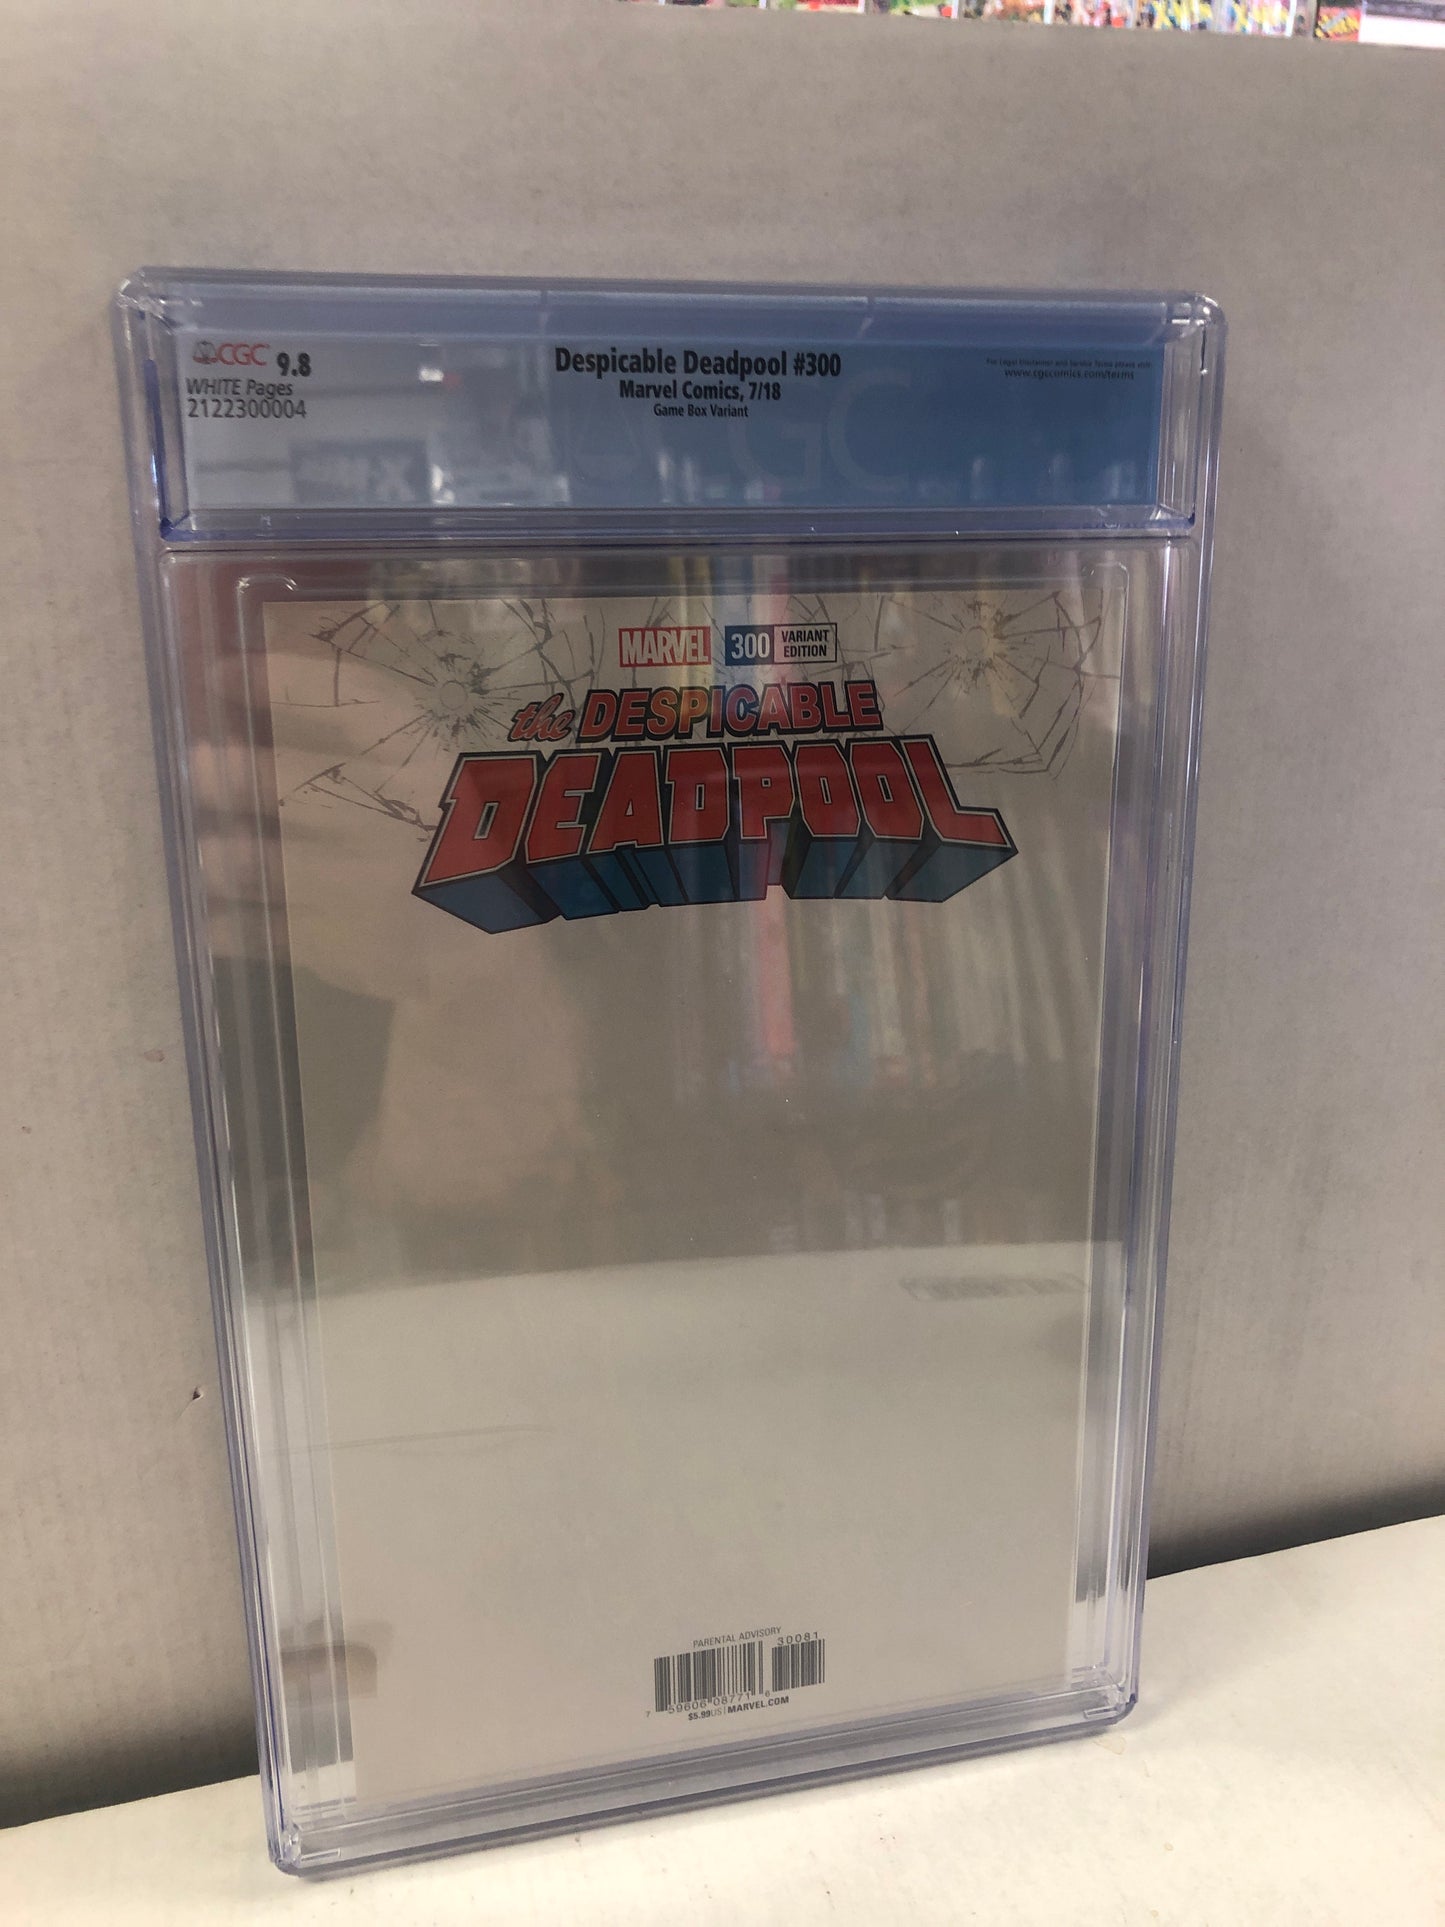 CGC 9.8
WHITE Pages
2122300004
Despicable Deadpool #300
Marvel Comics, 7/18
Game Box Variant
For Legal Disclaimer and Service Terms please visit
www.cgccomics.com/terms
CGC
MARVEL 300 VARIANT EDITION
the DESPICABLE
DEADPOOL
PARENTAL ADVISORY
30081
7 59606 08771 6
$5.99US | MARVEL.COM